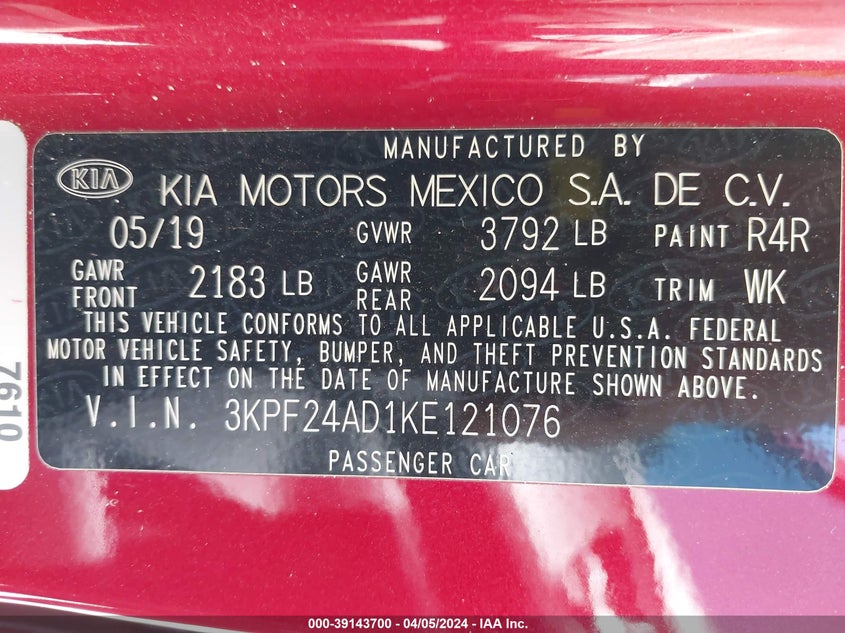 MANUFACTURED BY
KIA KIA MOTORS MEXICO S.A. DE C.V.
05/19 GVWR 3792 LB PAINT R4R
GAWR FRONT 2183 LB GAWR REAR 2094 LB TRIM WK
THIS VEHICLE CONFORMS TO ALL APPLICABLE U.S.A. FEDERAL
MOTOR VEHICLE SAFETY, BUMPER, AND THEFT PREVENTION STANDARDS
IN EFFECT ON THE DATE OF MANUFACTURE SHOWN ABOVE.
V.I.N. 3KPF24AD1KE121076
PASSENGER CAR
7610
000-39143700 - 04/05/2024 - IAA Inc.